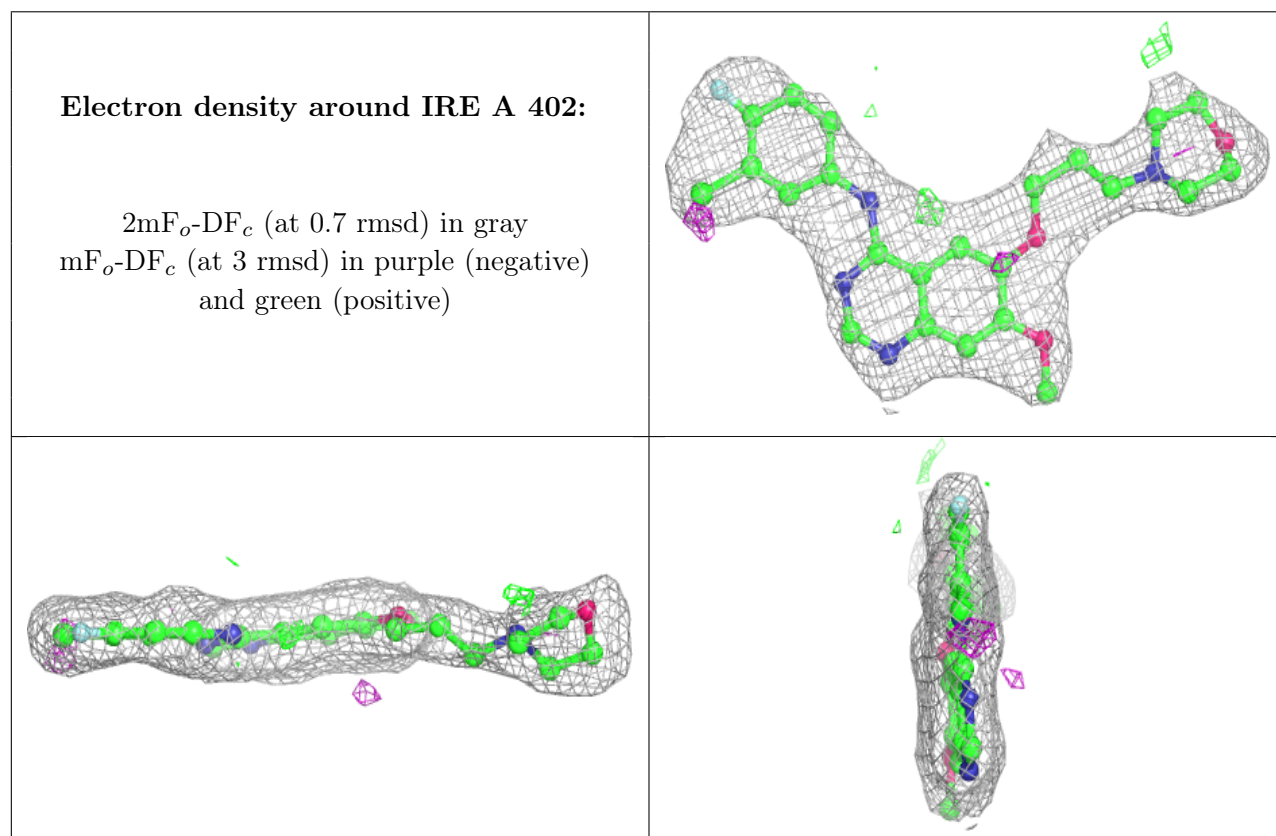 Electron density around IRE A 402:
2mFo-DFc (at 0.7 rmsd) in gray
mFo-DFc (at 3 rmsd) in purple (negative)
and green (positive)